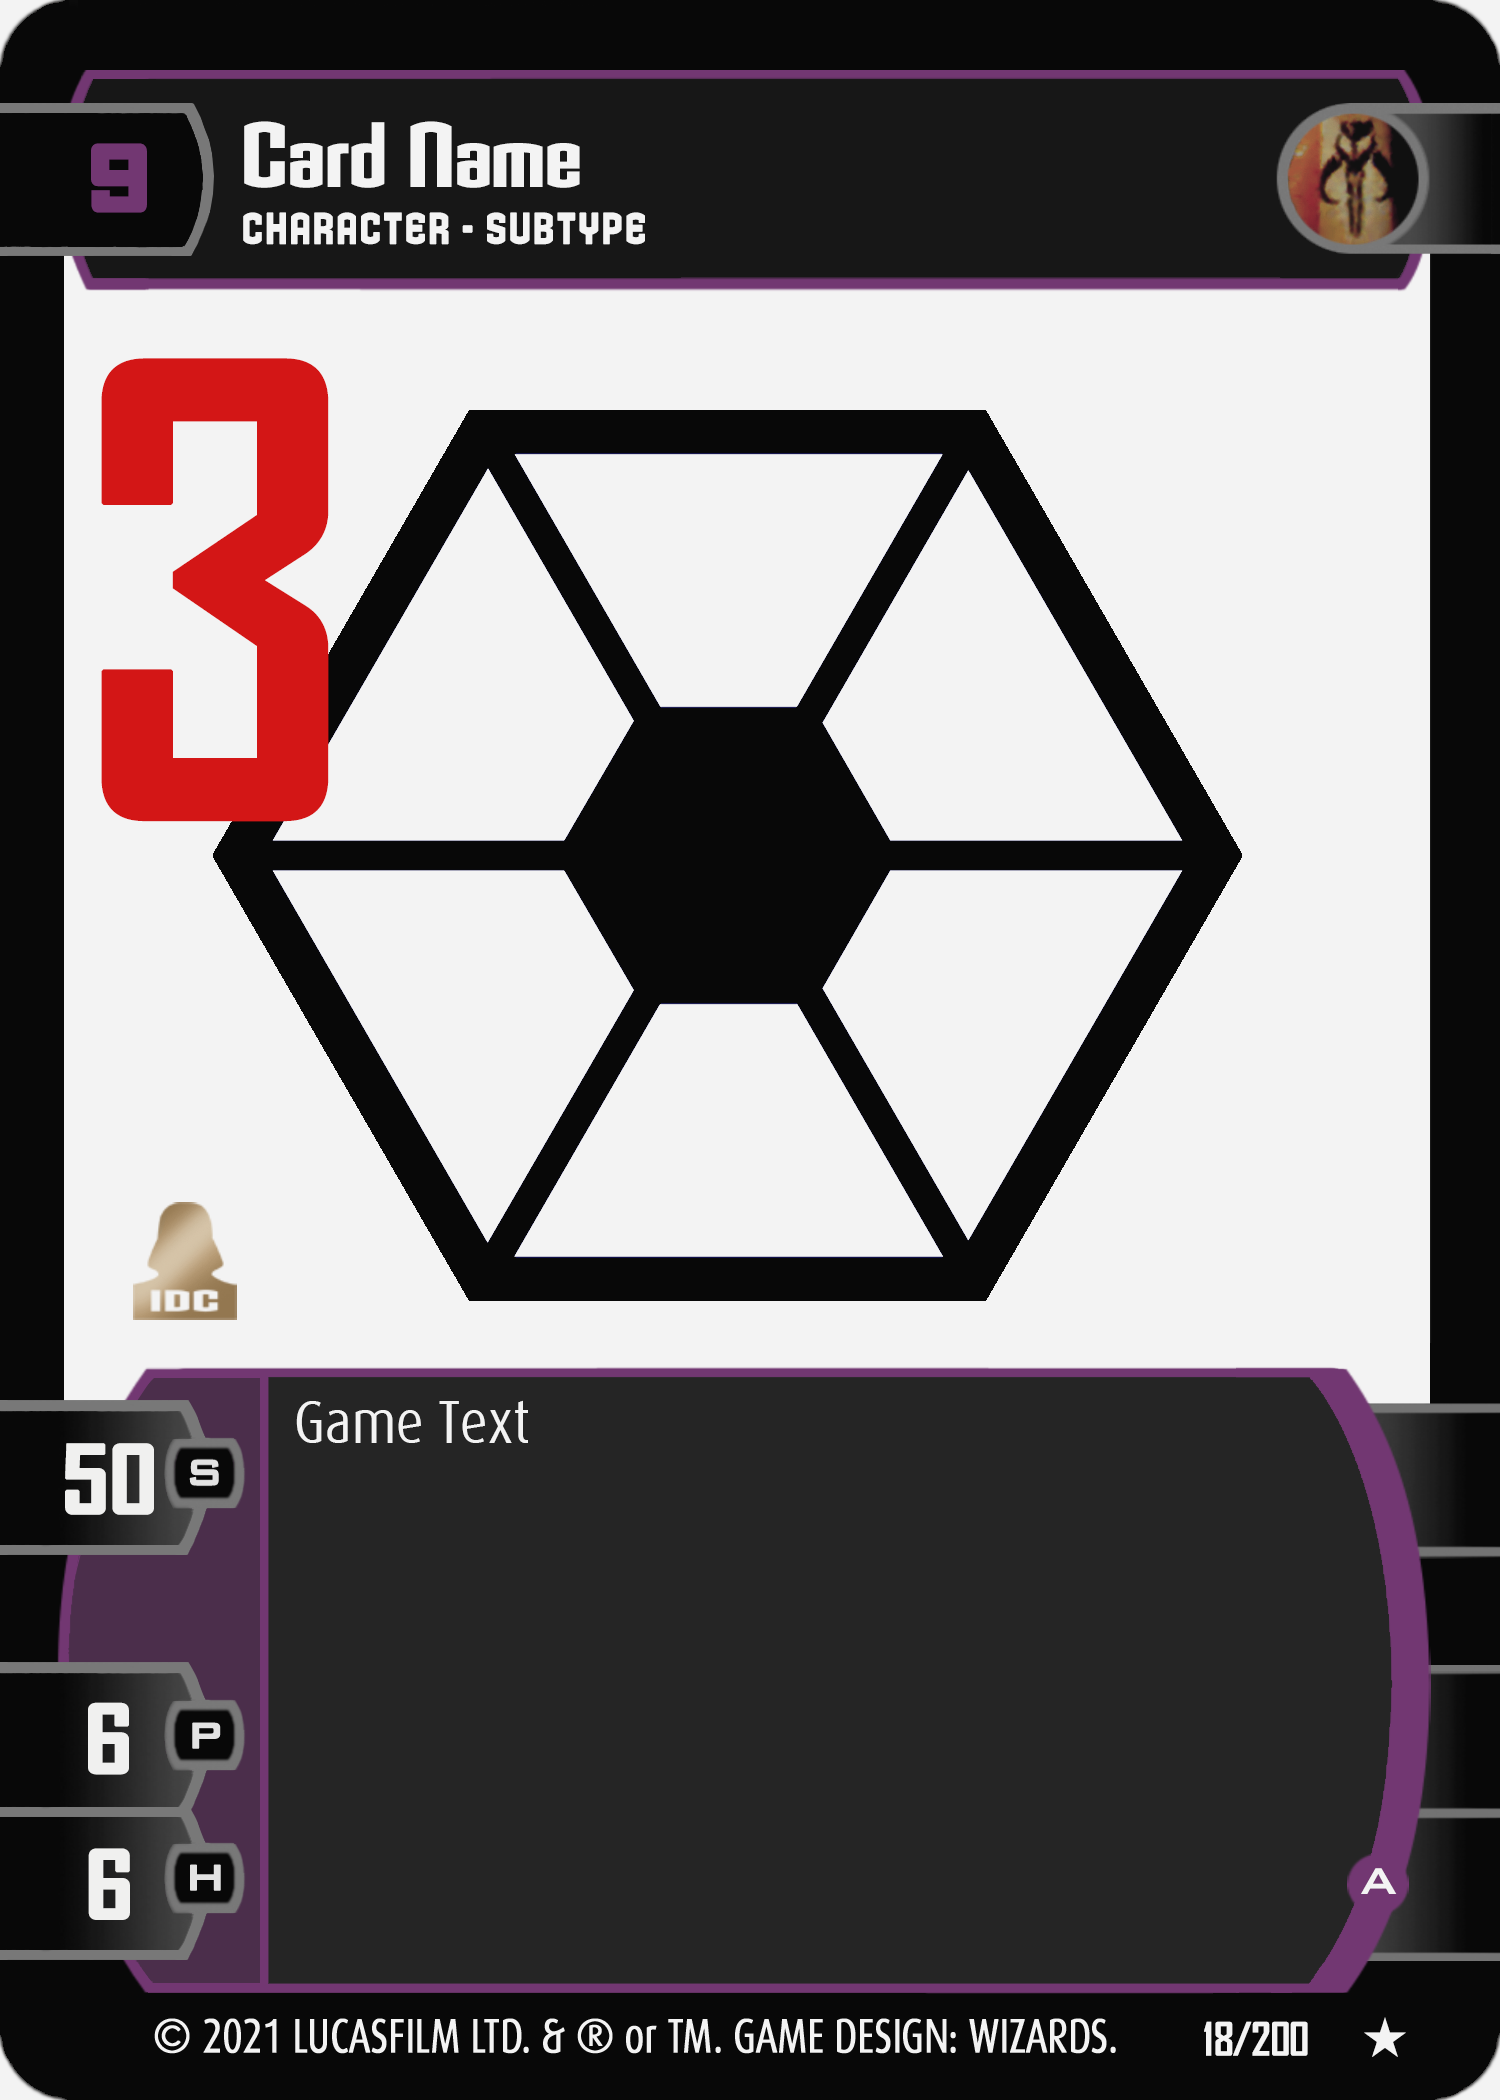 9
Card Name
CHARACTER - SUBTYPE
3
IDC
Game Text
50 S
6 P
6 H
A
© 2021 LUCASFILM LTD. & ® or TM. GAME DESIGN: WIZARDS. 18/200 ★